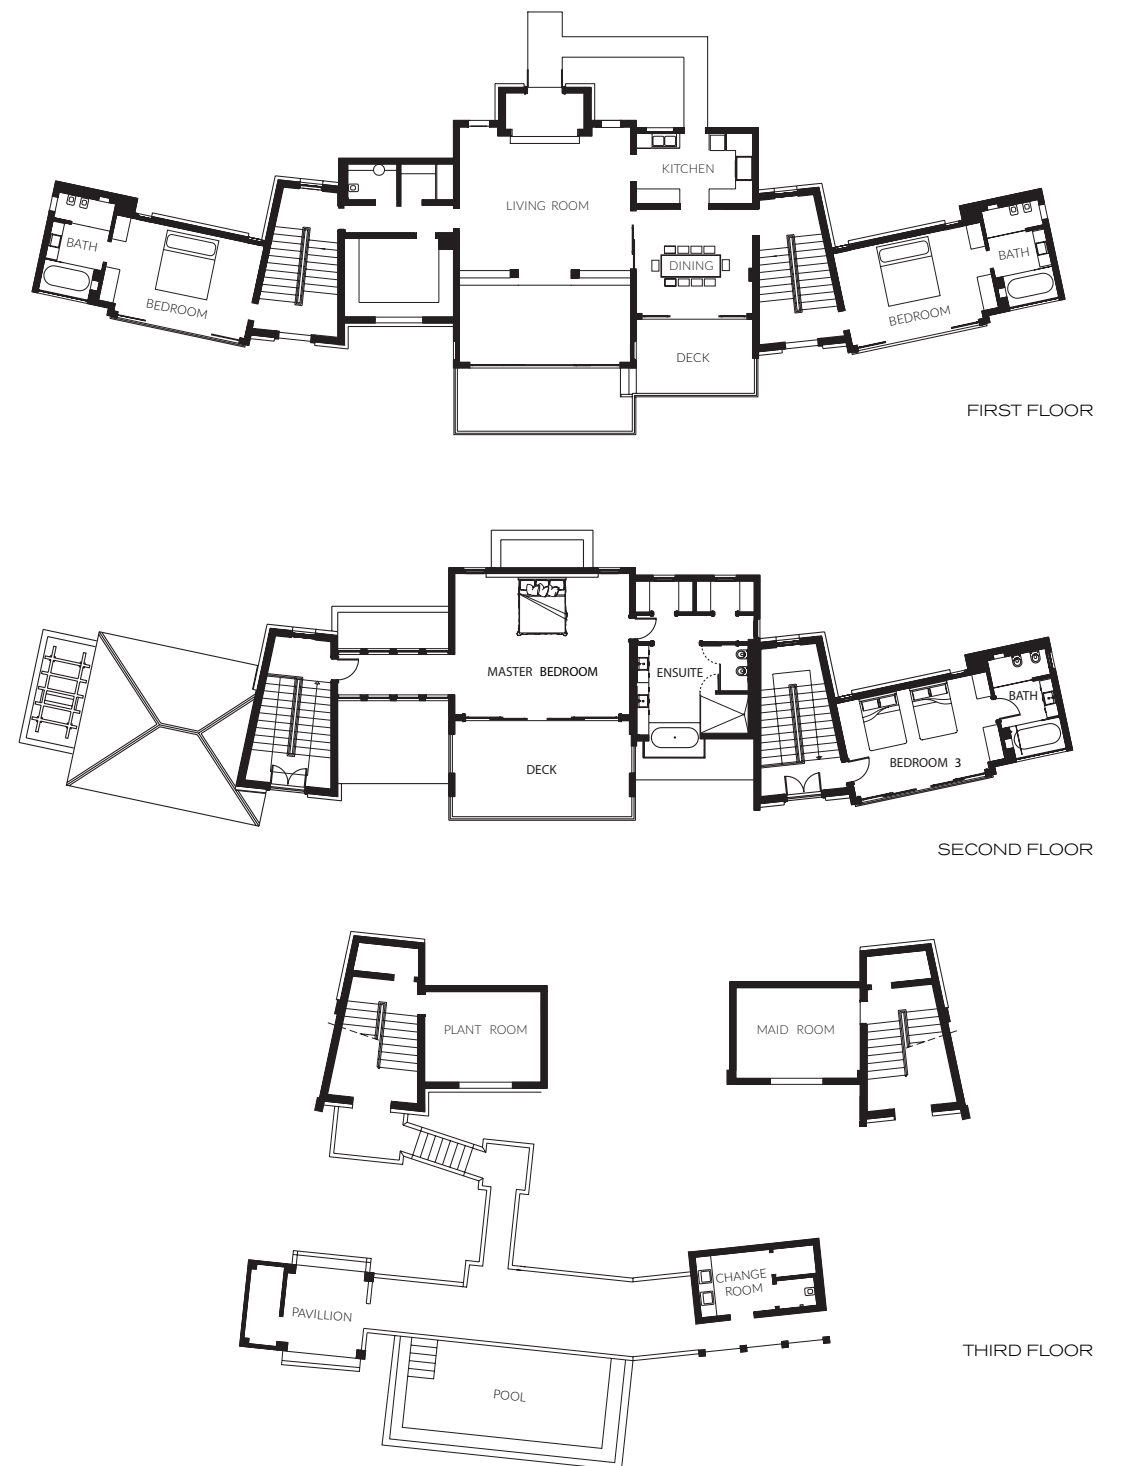 KITCHEN
LIVING ROOM
BATH
BEDROOM
DINING
BATH
BEDROOM
DECK
FIRST FLOOR
MASTER BEDROOM
ENSUITE
BATH
DECK
BEDROOM 3
SECOND FLOOR
PLANT ROOM
MAID ROOM
CHANGE
ROOM
PAVILLION
THIRD FLOOR
POOL